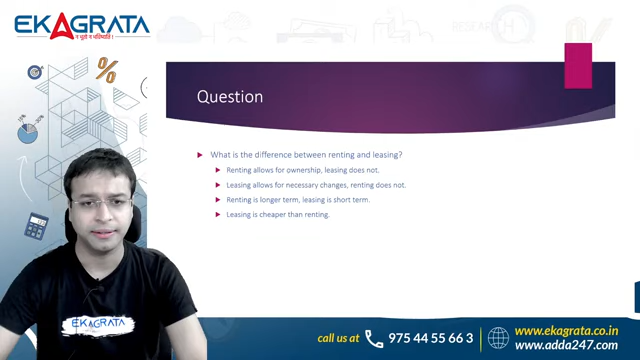 EKAGRATA
RESEARCH
%
Question
What is the difference between renting and leasing?
Renting allows for ownership, leasing does not.
Leasing allows for necessary changes, renting does not.
Renting is longer term, leasing is short term.
Leasing is cheaper than renting.
EKAGRATA
call us at 975 44 55 66 3
www.ekagrata.co.in
www.adda247.com